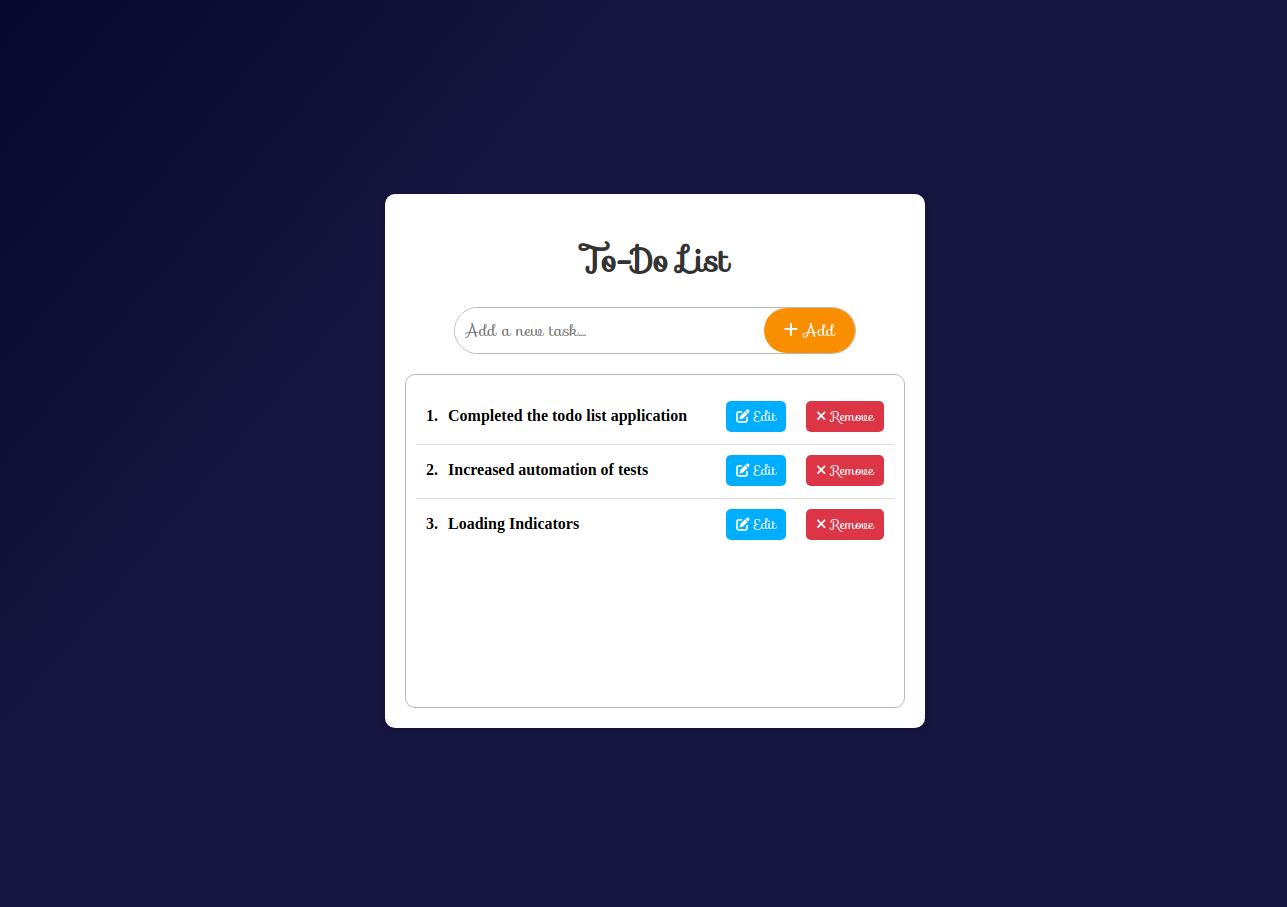 To-Do List
Add a new task...
Add
1. Completed the todo list application Edit Remove
2. Increased automation of tests Edit Remove
3. Loading Indicators Edit Remove